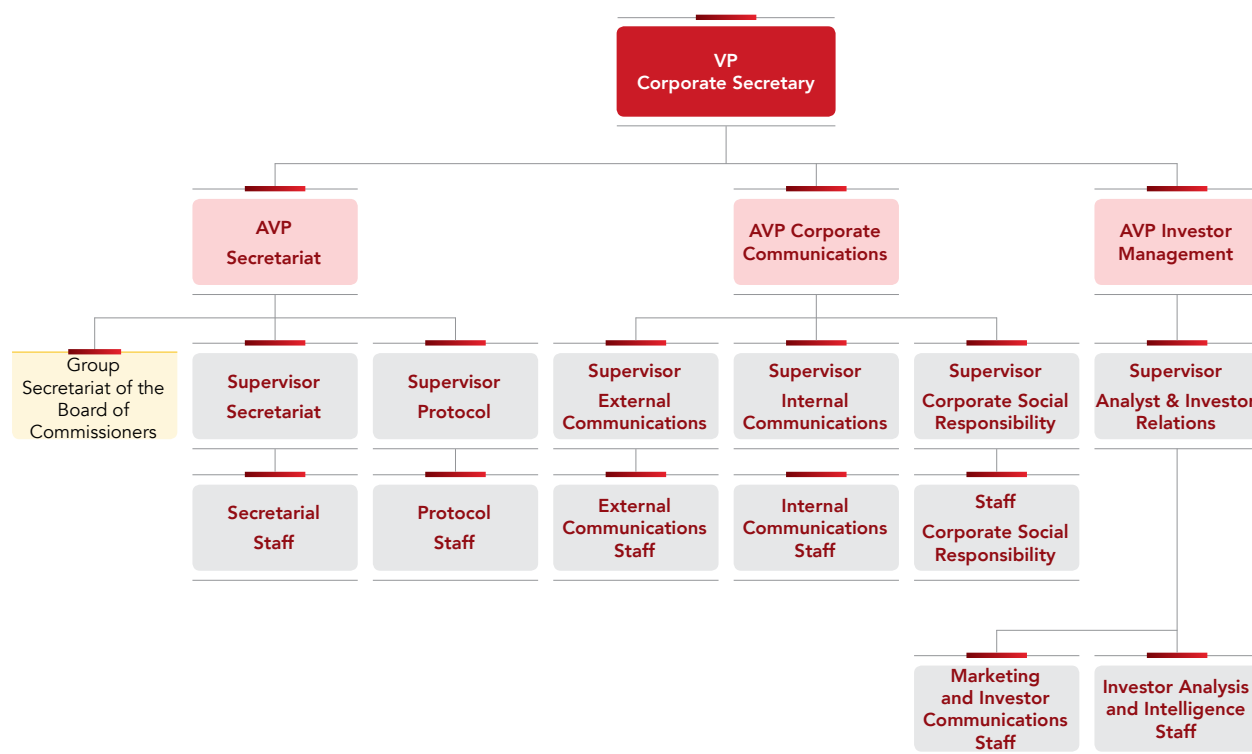 VP
Corporate Secretary
AVP
Secretariat
AVP Corporate
Communications
AVP Investor
Management
Group
Secretariat of the
Board of
Commissioners
Supervisor
Secretariat
Supervisor
Protocol
Supervisor
External
Communications
Supervisor
Internal
Communications
Supervisor
Corporate Social
Responsibility
Supervisor
Analyst & Investor
Relations
Secretarial
Staff
Protocol
Staff
External
Communications
Staff
Internal
Communications
Staff
Staff
Corporate Social
Responsibility
Marketing
and Investor
Communications
Staff
Investor Analysis
and Intelligence
Staff